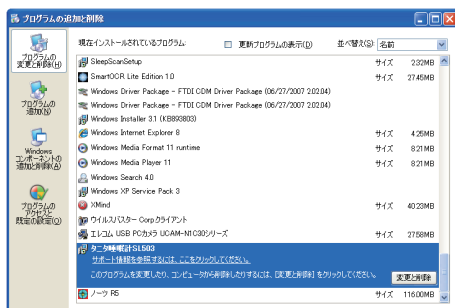 プログラムの追加と削除
現在インストールされているプログラム:
更新プログラムの表示(D)
並べ替え(S): 名前
プログラムの
変更と削除(H)
プログラムの
追加(N)
Windows
コンポーネントの
追加と削除(A)
プログラムの
アクセスと
既定の設定(O)
SleepScanSetup サイズ 2.32MB
SmartOCR Lite Edition 1.0 サイズ 27.45MB
Windows Driver Package - FTDI CDM Driver Package (06/27/2007 2.02.04)
Windows Driver Package - FTDI CDM Driver Package (06/27/2007 2.02.04)
Windows Installer 3.1 (KB893803)
Windows Internet Explorer 8 サイズ 4.25MB
Windows Media Format 11 runtime サイズ 8.21MB
Windows Media Player 11 サイズ 8.21MB
Windows Search 4.0
Windows XP Service Pack 3
XMind サイズ 40.23MB
ウイルスバスター Corp.クライアント
エレコム USB PCカメラ UCAM-N1C30シリーズ サイズ 27.58MB
タニタ睡眠計SL503
サポート情報を参照するには、ここをクリックしてください。
このプログラムを変更したり、コンピュータから削除したりするには、[変更と削除] をクリックしてください。
変更と削除
ノーツ R5 サイズ 116.00MB